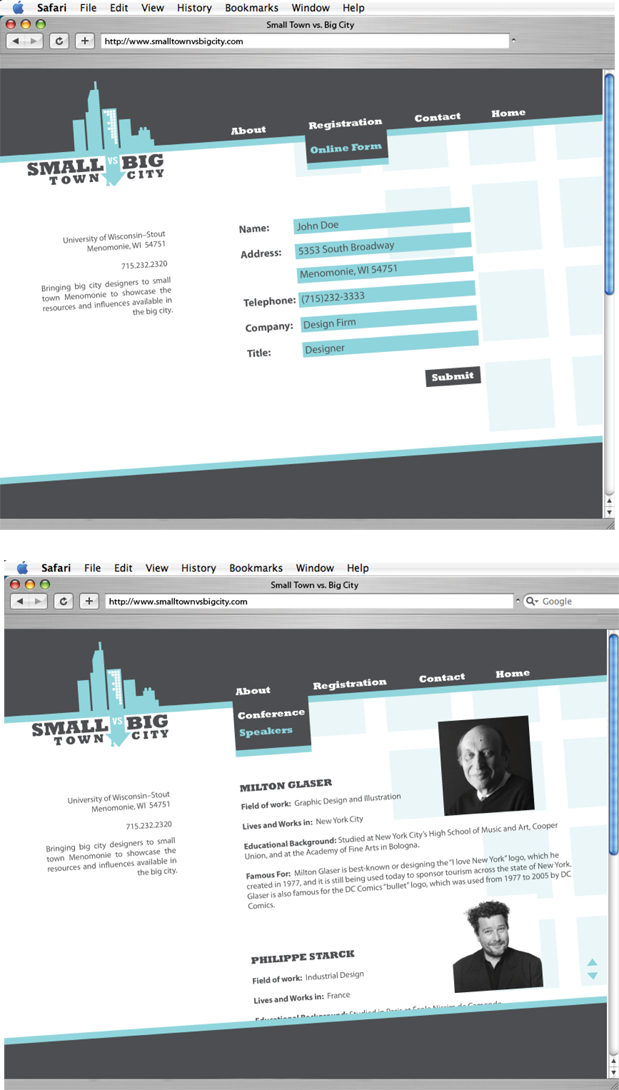 Safari File Edit View History Bookmarks Window Help
Small Town vs. Big City
http://www.smalltownvsbigcity.com
About Registration Contact Home
Online Form
SMALL VS BIG
TOWN CITY
University of Wisconsin–Stout
Menomonie, WI 54751
715.232.2320
Bringing big city designers to small
town Menomonie to showcase the
resources and influences available in
the big city.
Name: John Doe
Address: 5353 South Broadway
Menomonie, WI 54751
Telephone: (715)232-3333
Company: Design Firm
Title: Designer
Submit
Safari File Edit View History Bookmarks Window Help
Small Town vs. Big City
http://www.smalltownvsbigcity.com Google
About Registration Contact Home
Conference
Speakers
SMALL VS BIG
TOWN CITY
University of Wisconsin–Stout
Menomonie, WI 54751
715.232.2320
Bringing big city designers to small
town Menomonie to showcase the
resources and influences available in
the big city.
MILTON GLASER
Field of work: Graphic Design and Illustration
Lives and Works in: New York City
Educational Background: Studied at New York City's High School of Music and Art, Cooper
Union, and at the Academy of Fine Arts in Bologna.
Famous For: Milton Glaser is best-known or designing the "I love New York" logo, which he
created in 1977, and it is still being used today to sponsor tourism across the state of New York.
Glaser is also famous for the DC Comics "bullet" logo, which was used from 1977 to 2005 by DC
Comics.
PHILIPPE STARCK
Field of work: Industrial Design
Lives and Works in: France
Educational Background: Studied in Paris at